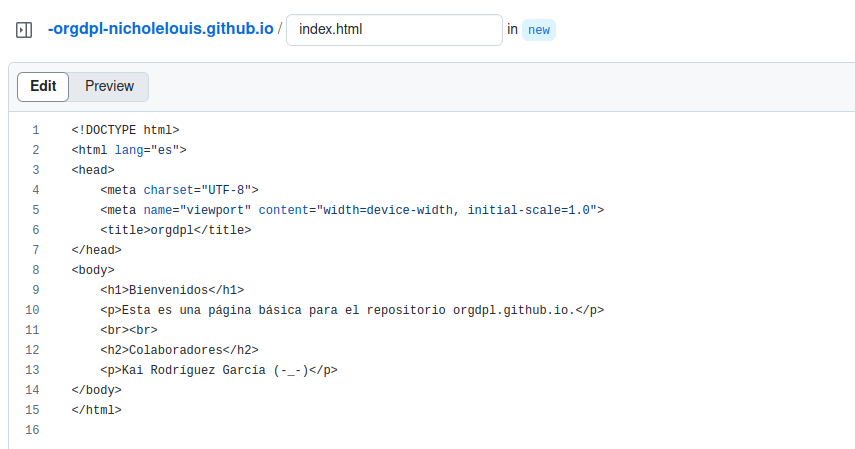 -orgdpl-nicholelouis.github.io / index.html in new
Edit Preview
1 <!DOCTYPE html>
2 <html lang="es">
3 <head>
4 <meta charset="UTF-8">
5 <meta name="viewport" content="width=device-width, initial-scale=1.0">
6 <title>orgdpl</title>
7 </head>
8 <body>
9 <h1>Bienvenidos</h1>
10 <p>Esta es una página básica para el repositorio orgdpl.github.io.</p>
11 <br><br>
12 <h2>Colaboradores</h2>
13 <p>Kai Rodríguez García (-_-)</p>
14 </body>
15 </html>
16